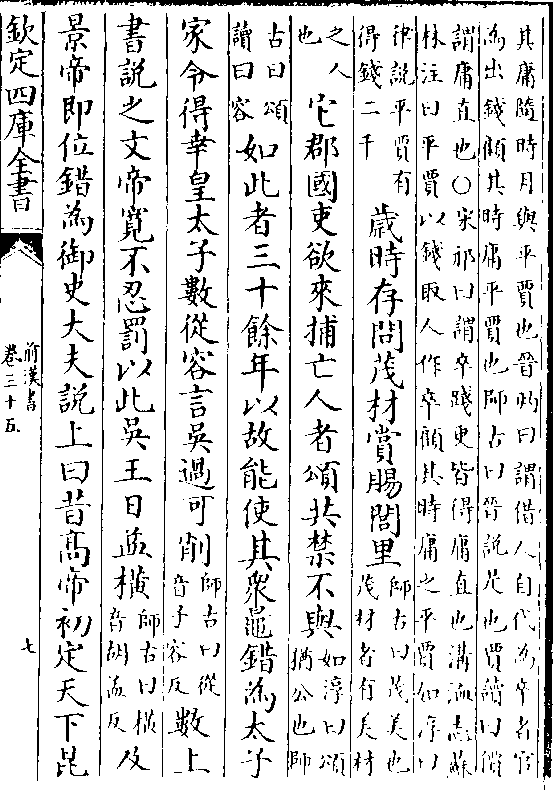 其庸隨時月與平賈也晉灼曰謂借人自代為卒者官
為出錢顧其時庸平賈也師古曰晉說是也賈讀曰價
謂庸直也○宋祁曰謂卒踐更皆得庸直也溝洫志蘇
林注曰平賈以錢取人作卒顧其時庸之平賈如淳曰
律說平賈有得錢二千歲時存問茂材賞賜閭里師古曰茂美也茂材者有美材
之人也它郡國吏欲來捕亡人者頌共禁不與如淳曰頌猶公也師
古曰頌讀曰容如此者三十餘年以故能使其衆鼂錯為太子
家令得幸皇太子數從容言吳過可削師古曰從音子容反數上
書說之文帝寛不忍罰以此吳王日益橫師古曰橫音胡孟反及
景帝即位錯為御史大夫說上曰昔髙帝初定天下昆
欽定四庫全書
前漢書
卷三十五
七